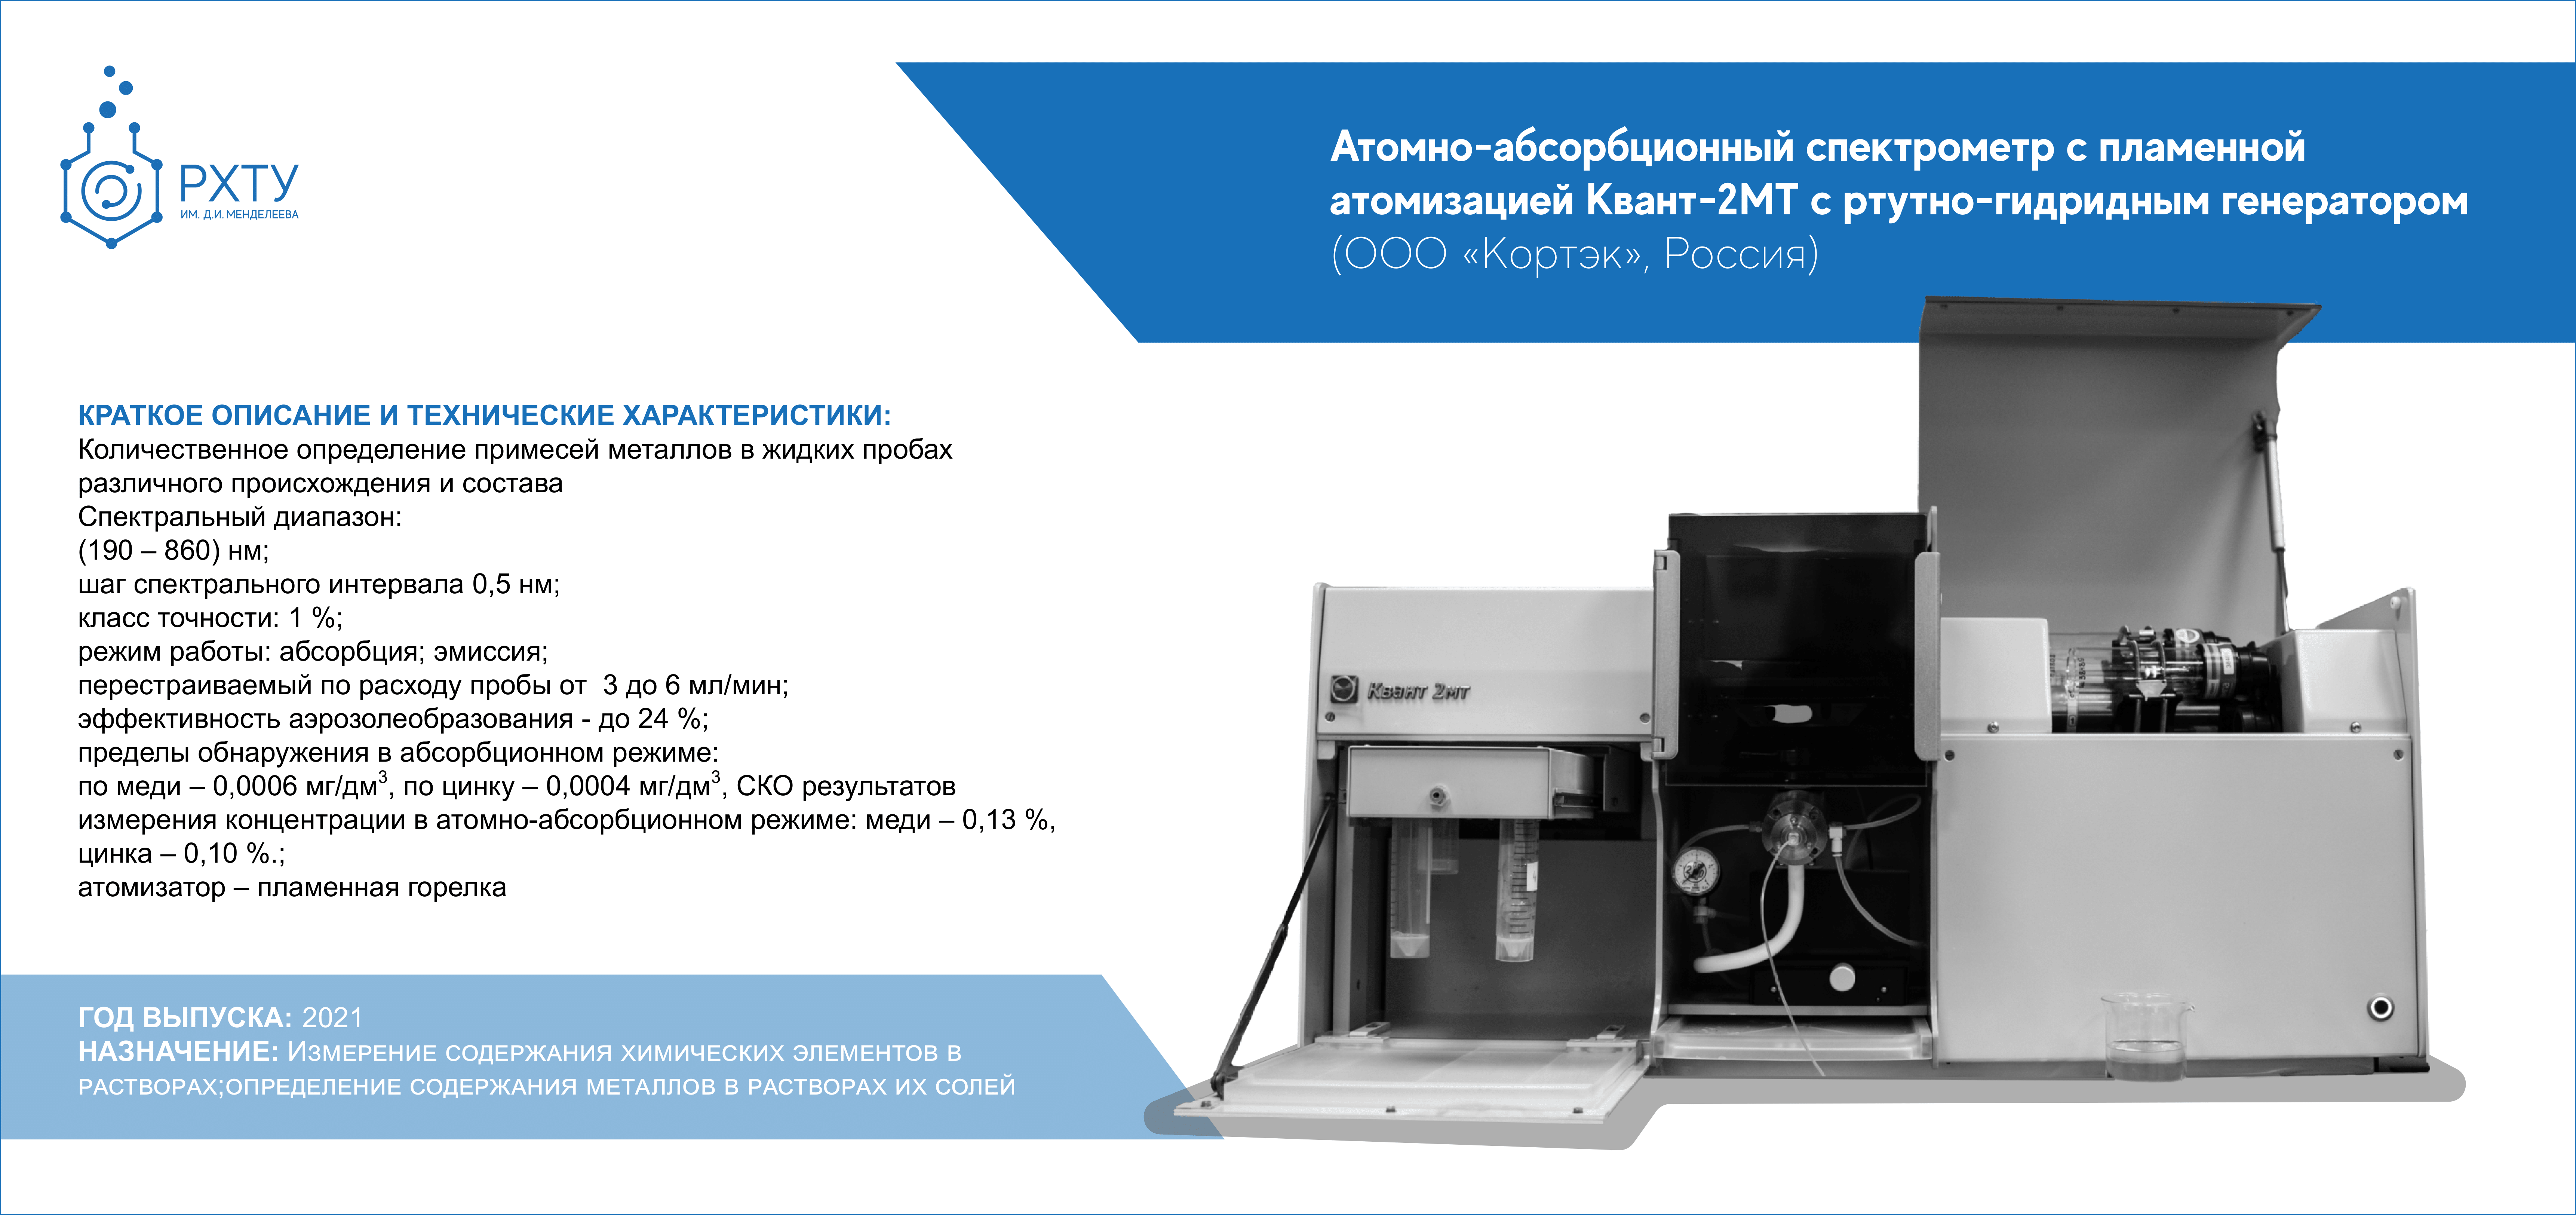 РХТУ
ИМ. Д.И. МЕНДЕЛЕЕВА
Атомно-абсорбционный спектрометр с пламенной
атомизацией Квант-2МТ с ртутно-гидридным генератором
(ООО «Кортэк», Россия)
КРАТКОЕ ОПИСАНИЕ И ТЕХНИЧЕСКИЕ ХАРАКТЕРИСТИКИ:
Количественное определение примесей металлов в жидких пробах
различного происхождения и состава
Спектральный диапазон:
(190 – 860) нм;
шаг спектрального интервала 0,5 нм;
класс точности: 1 %;
режим работы: абсорбция; эмиссия;
перестраиваемый по расходу пробы от  3 до 6 мл/мин;
эффективность аэрозолеобразования - до 24 %;
пределы обнаружения в абсорбционном режиме:
по меди – 0,0006 мг/дм³, по цинку – 0,0004 мг/дм³, СКО результатов
измерения концентрации в атомно-абсорбционном режиме: меди – 0,13 %,
цинка – 0,10 %.;
атомизатор – пламенная горелка
Квант 2мт
ГОД ВЫПУСКА: 2021
НАЗНАЧЕНИЕ: Измерение содержания химических элементов в
растворах;определение содержания металлов в растворах их солей